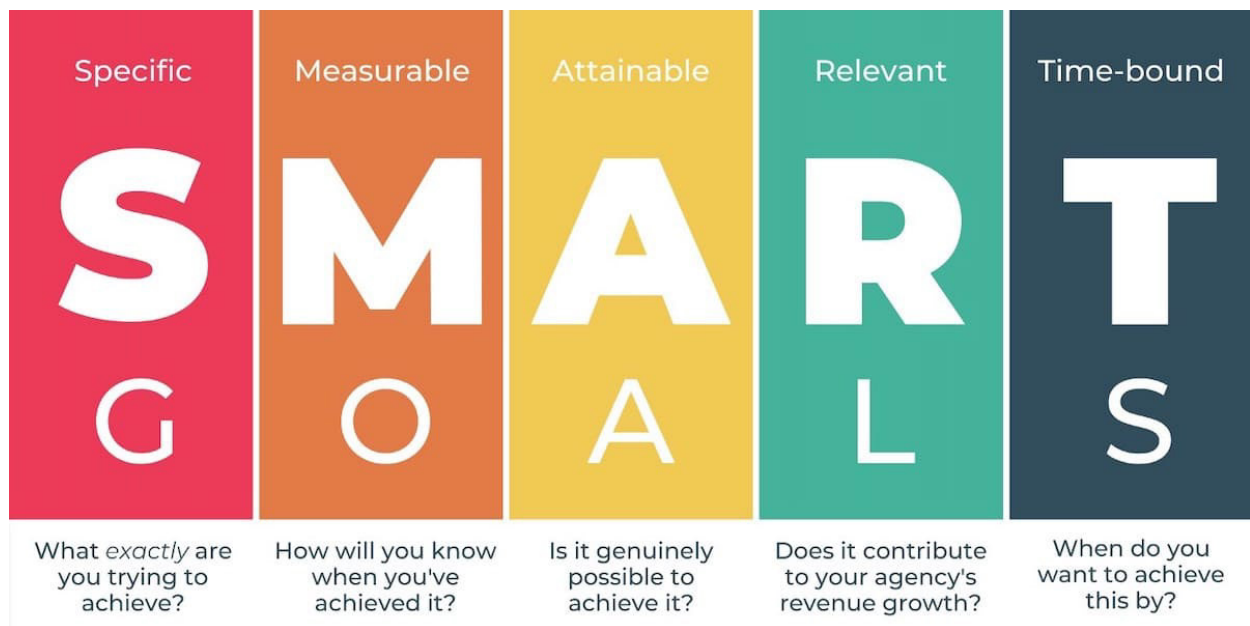 Specific
Measurable
Attainable
Relevant
Time-bound
S
M
A
R
T
G
O
A
L
S
What exactly are
you trying to
achieve?
How will you know
when you've
achieved it?
Is it genuinely
possible to
achieve it?
Does it contribute
to your agency's
revenue growth?
When do you
want to achieve
this by?